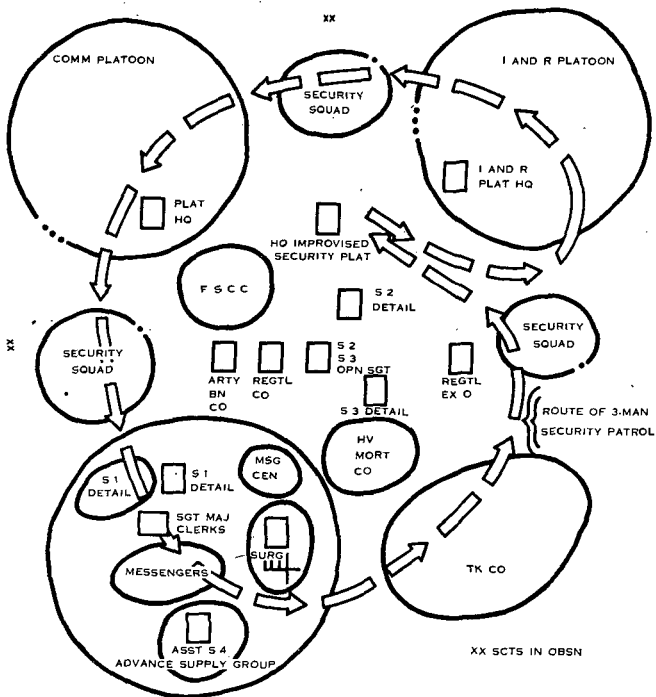 XX
COMM PLATOON
I AND R PLATOON
SECURITY
SQUAD
I AND R
PLAT HQ
PLAT
HQ
HQ IMPROVISED
SECURITY PLAT
FSCC
S 2
DETAIL
XX
SECURITY
SQUAD
SECURITY
SQUAD
ARTY
BN
CO
REGTL
CO
S 2
S 3
OPN SGT
S 3 DETAIL
REGTL
EX O
ROUTE OF 3-MAN
SECURITY PATROL
HV
MORT
CO
S 1
DETAIL
S 1
DETAIL
MSG
CEN
SGT MAJ
CLERKS
SURG
MESSENGERS
TK CO
ASST S 4
ADVANCE SUPPLY GROUP
XX SCTS IN OBSN